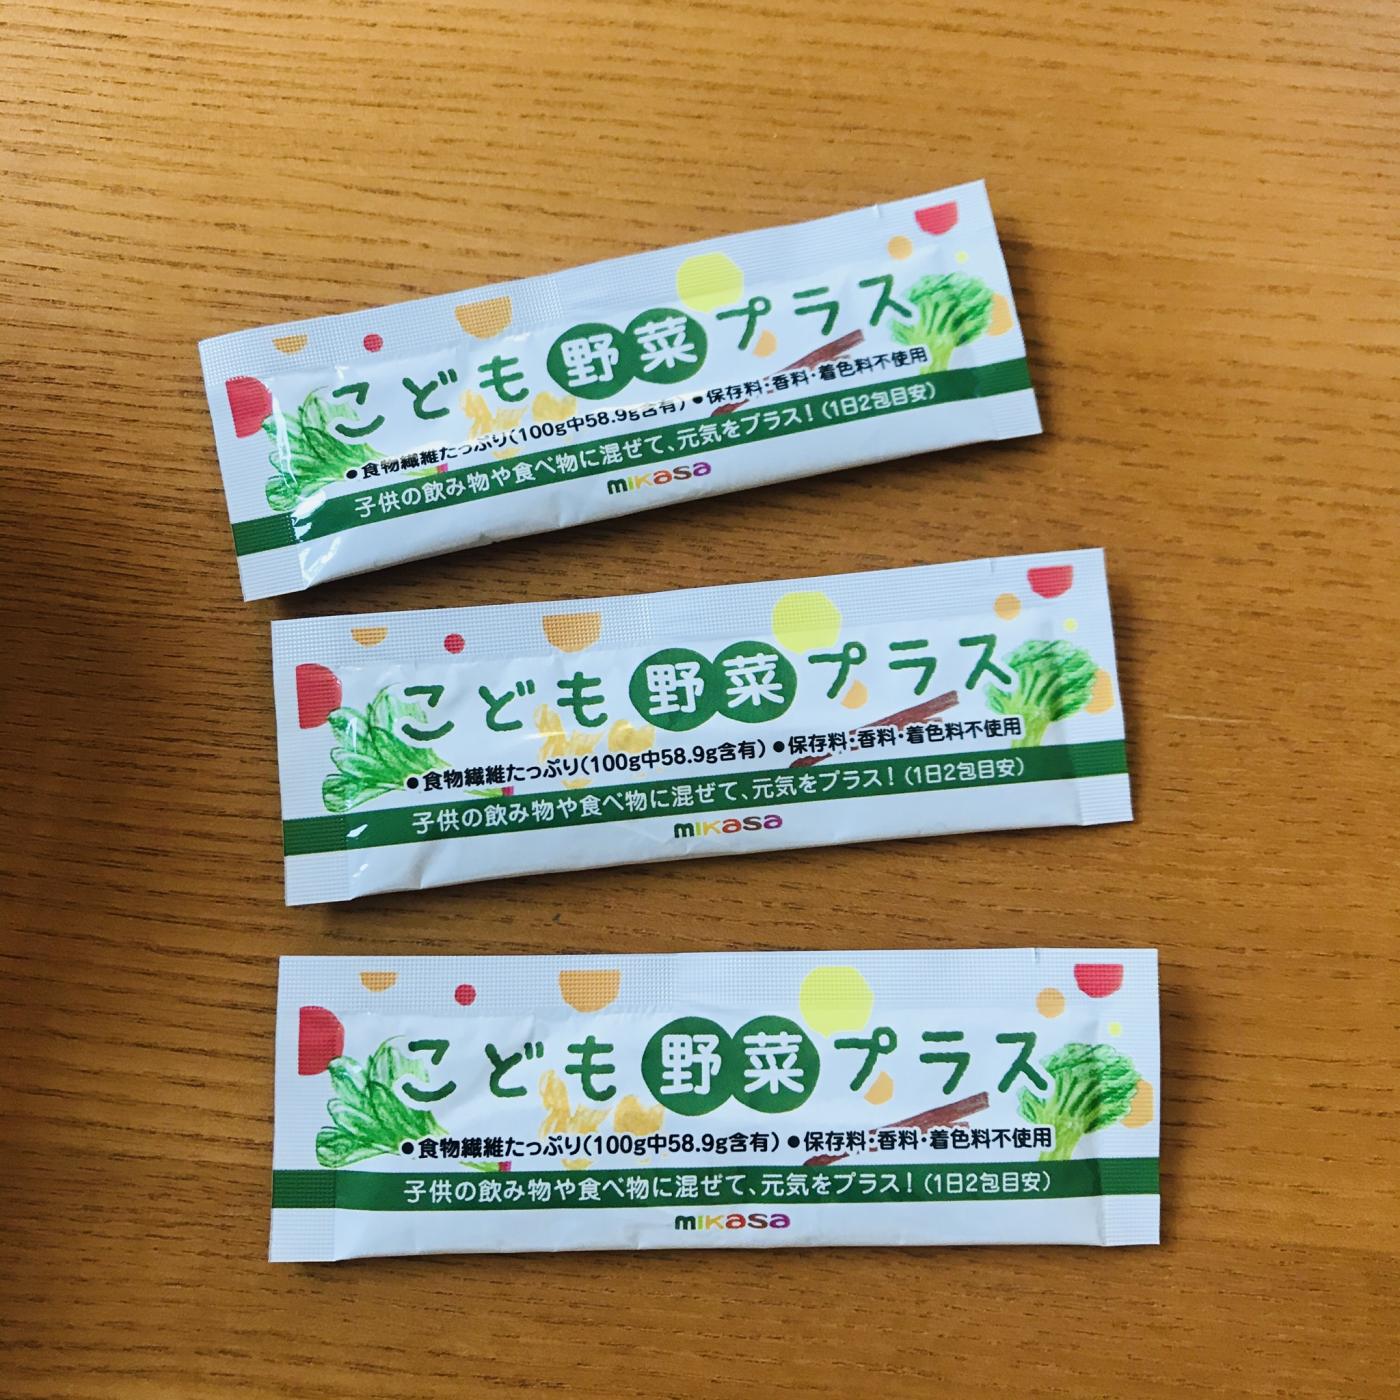 こども野菜プラス
●食物繊維たっぷり(100g中58.9g含有) ●保存料・香料・着色料不使用
子供の飲み物や食べ物に混ぜて、元気をプラス！(1日2包目安)
mikasa
こども野菜プラス
●食物繊維たっぷり(100g中58.9g含有) ●保存料・香料・着色料不使用
子供の飲み物や食べ物に混ぜて、元気をプラス！(1日2包目安)
mikasa
こども野菜プラス
●食物繊維たっぷり(100g中58.9g含有) ●保存料・香料・着色料不使用
子供の飲み物や食べ物に混ぜて、元気をプラス！(1日2包目安)
mikasa